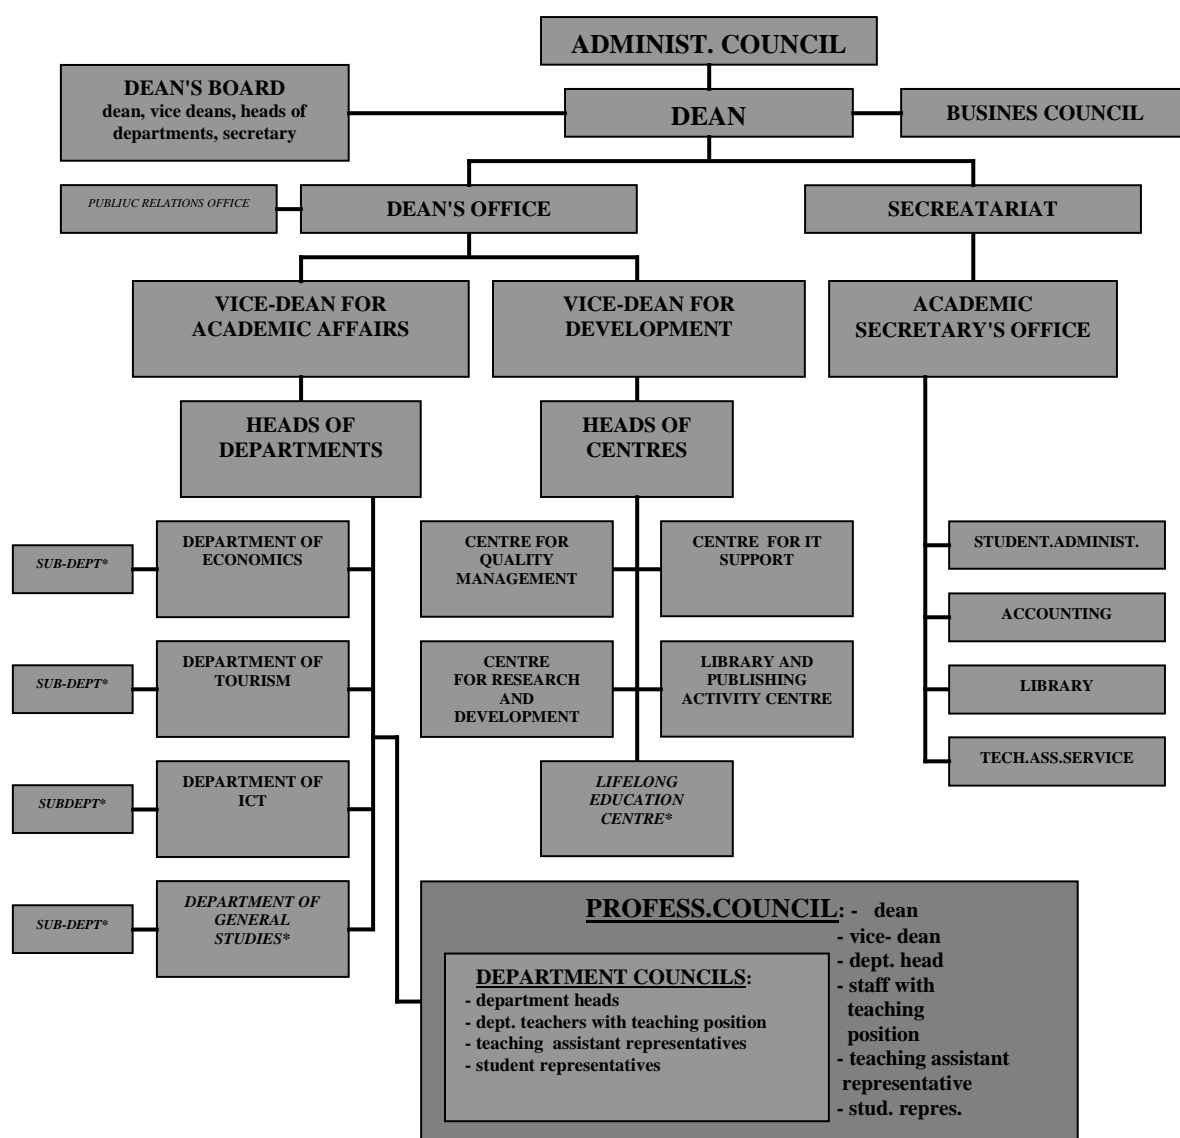 ADMINIST. COUNCIL
DEAN'S BOARD
dean, vice deans, heads of
departments, secretary
DEAN
BUSINES COUNCIL
PUBLIUC RELATIONS OFFICE
DEAN'S OFFICE
SECREATARIAT
VICE-DEAN FOR
ACADEMIC AFFAIRS
VICE-DEAN FOR
DEVELOPMENT
ACADEMIC
SECRETARY'S OFFICE
HEADS OF
DEPARTMENTS
HEADS OF
CENTRES
SUB-DEPT*
DEPARTMENT OF
ECONOMICS
CENTRE FOR
QUALITY
MANAGEMENT
CENTRE FOR IT
SUPPORT
STUDENT.ADMINIST.
ACCOUNTING
SUB-DEPT*
DEPARTMENT OF
TOURISM
CENTRE
FOR RESEARCH
AND
DEVELOPMENT
LIBRARY AND
PUBLISHING
ACTIVITY CENTRE
LIBRARY
TECH.ASS.SERVICE
SUBDEPT*
DEPARTMENT OF
ICT
LIFELONG
EDUCATION
CENTRE*
SUB-DEPT*
DEPARTMENT OF
GENERAL
STUDIES*
PROFESS.COUNCIL: - dean
- vice- dean
- dept. head
- staff with
teaching
position
- teaching assistant
representative
- stud. repres.
DEPARTMENT COUNCILS:
- department heads
- dept. teachers with teaching position
- teaching assistant representatives
- student representatives